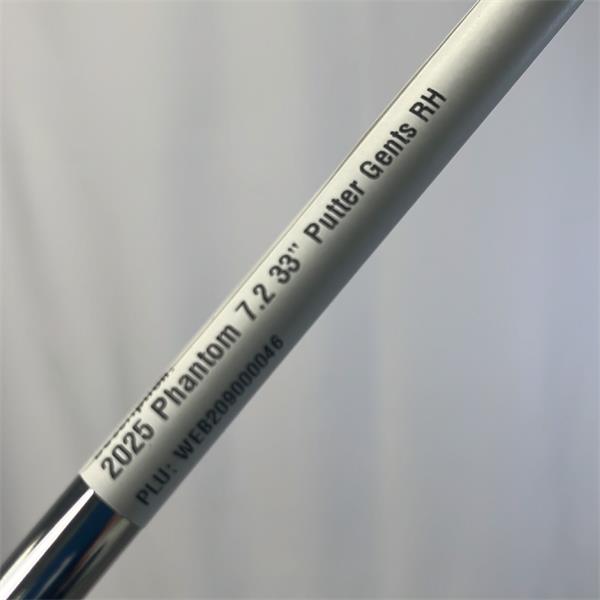 2025 Phantom 7.2 33" Putter Gents RH
PLU: WEB209000046